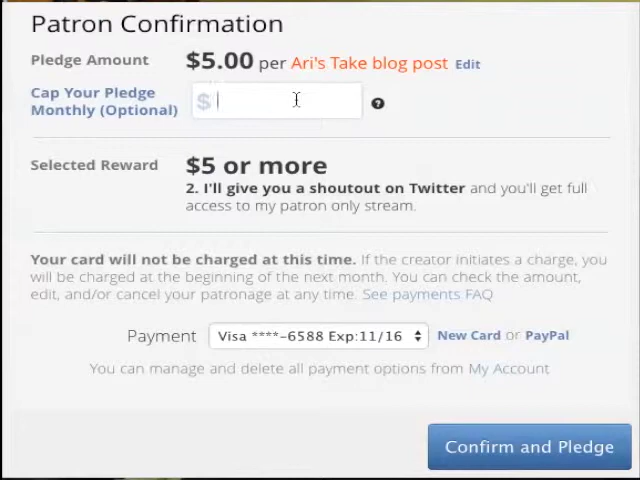 Patron Confirmation
Pledge Amount $5.00 per Ari's Take blog post Edit
Cap Your Pledge
Monthly (Optional) $ ?
Selected Reward $5 or more
2. I'll give you a shoutout on Twitter and you'll get full
access to my patron only stream.
Your card will not be charged at this time. If the creator initiates a charge, you
will be charged at the beginning of the next month. You can check the amount,
edit, and/or cancel your patronage at any time. See payments FAQ
Payment Visa ****-6588 Exp:11/16 New Card or PayPal
You can manage and delete all payment options from My Account
Confirm and Pledge